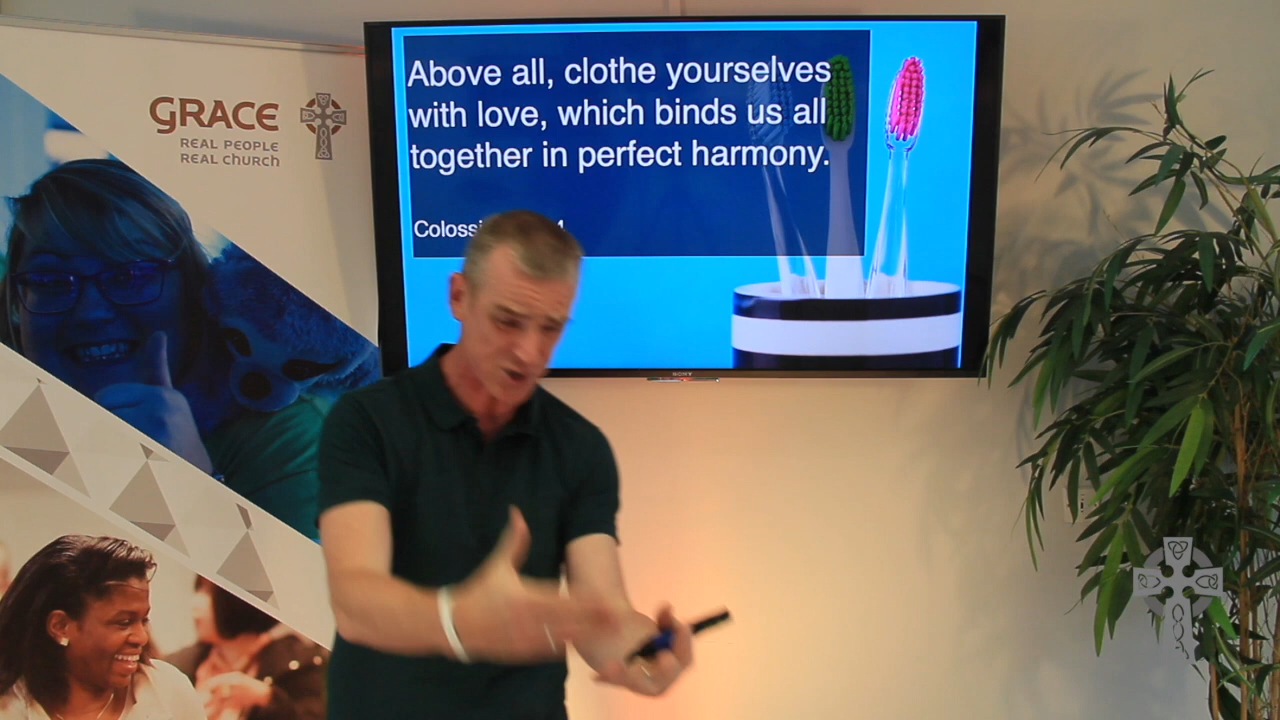 GRACE
REAL PEOPLE
REAL CHURCH
Above all, clothe yourselves
with love, which binds us all
together in perfect harmony.
SONY